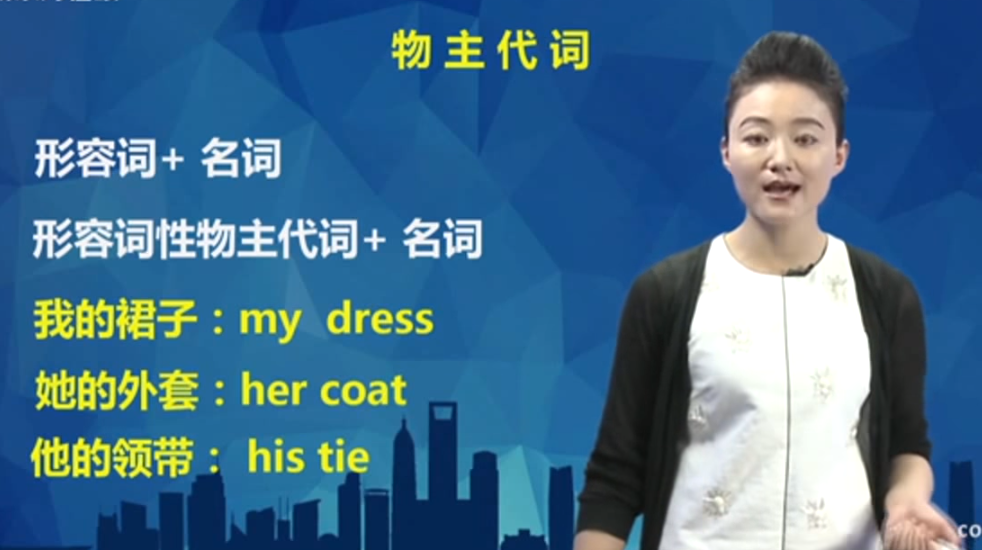 物主代词
形容词+ 名词
形容词性物主代词+ 名词
我的裙子：my dress
她的外套：her coat
他的领带： his tie
co